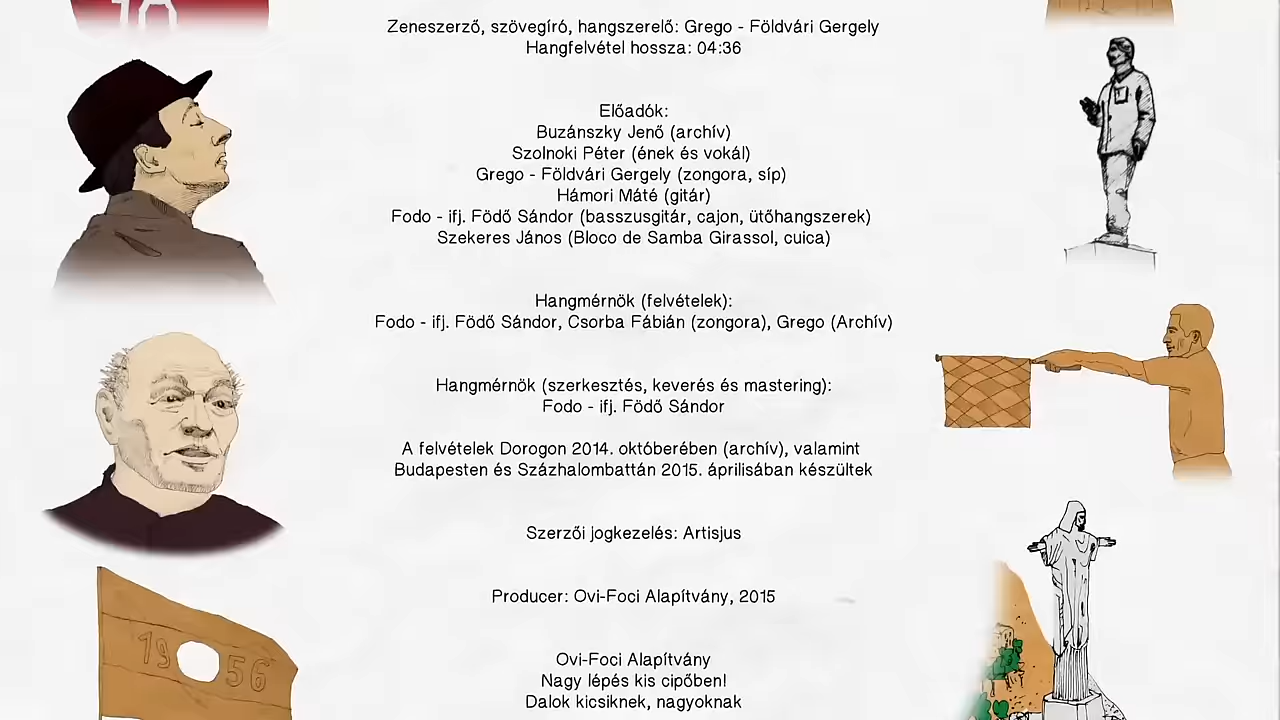 Zeneszerző, szövegíró, hangszerelő: Grego - Földvári Gergely
Hangfelvétel hossza: 04:36
Előadók:
Buzánszky Jenő (archív)
Szolnoki Péter (ének és vokál)
Grego - Földvári Gergely (zongora, síp)
Hámori Máté (gitár)
Fodo - ifj. Födő Sándor (basszusgitár, cajon, ütőhangszerek)
Szekeres János (Bloco de Samba Girassol, cuica)
Hangmérnök (felvételek):
Fodo - ifj. Födő Sándor, Csorba Fábián (zongora), Grego (Archív)
Hangmérnök (szerkesztés, keverés és mastering):
Fodo - ifj. Födő Sándor
A felvételek Dorogon 2014. októberében (archív), valamint
Budapesten és Százhalombattán 2015. áprilisában készültek
Szerzői jogkezelés: Artisjus
Producer: Ovi-Foci Alapítvány, 2015
Ovi-Foci Alapítvány
Nagy lépés kis cipőben!
Dalok kicsiknek, nagyoknak
1956